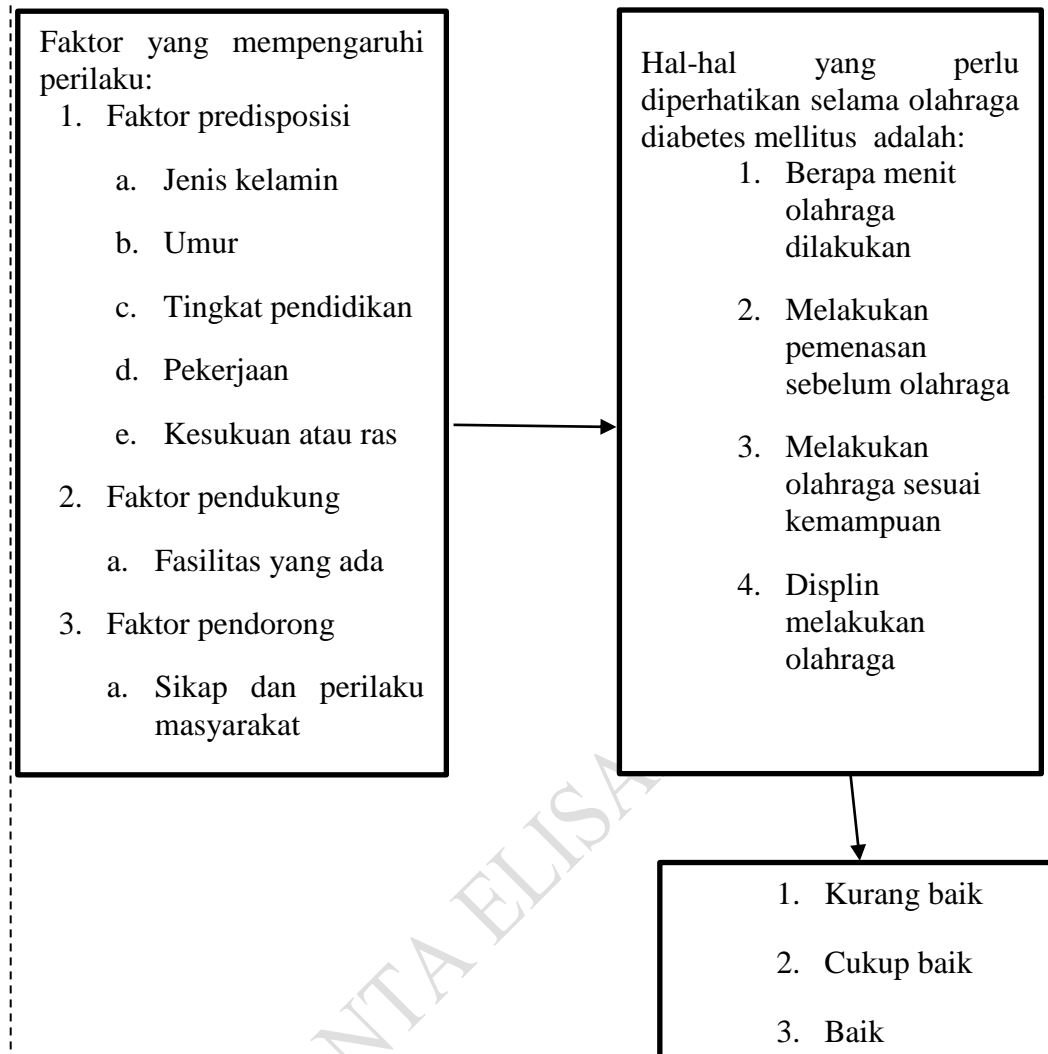 Faktor yang mempengaruhi
perilaku:
1. Faktor predisposisi
a. Jenis kelamin
b. Umur
c. Tingkat pendidikan
d. Pekerjaan
e. Kesukuan atau ras
2. Faktor pendukung
a. Fasilitas yang ada
3. Faktor pendorong
a. Sikap dan perilaku
masyarakat
Hal-hal yang perlu
diperhatikan selama olahraga
diabetes mellitus adalah:
1. Berapa menit
olahraga
dilakukan
2. Melakukan
pemenasan
sebelum olahraga
3. Melakukan
olahraga sesuai
kemampuan
4. Displin
melakukan
olahraga
1. Kurang baik
2. Cukup baik
3. Baik
NTA ELISA